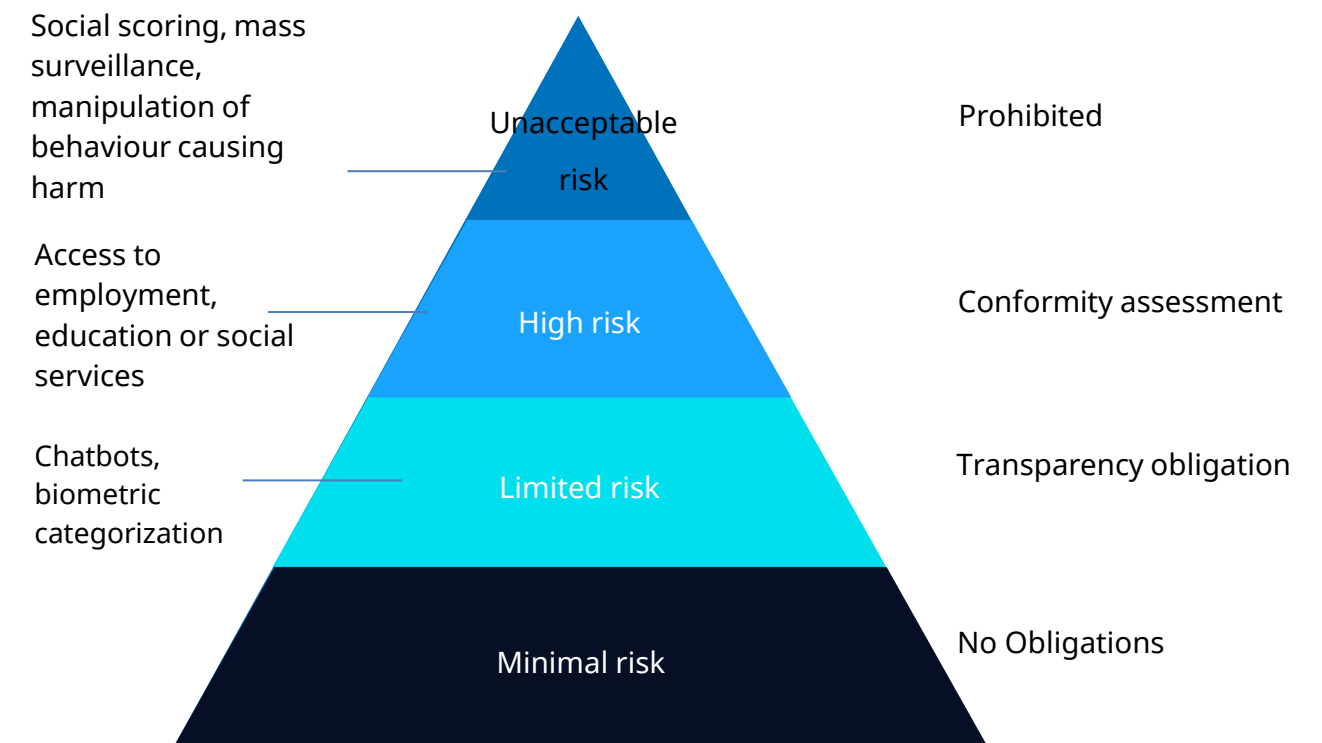 Social scoring, mass
surveillance,
manipulation of
behaviour causing
harm
Unacceptable
risk
Prohibited
Access to
employment,
education or social
services
High risk
Conformity assessment
Chatbots,
biometric
categorization
Limited risk
Transparency obligation
Minimal risk
No Obligations